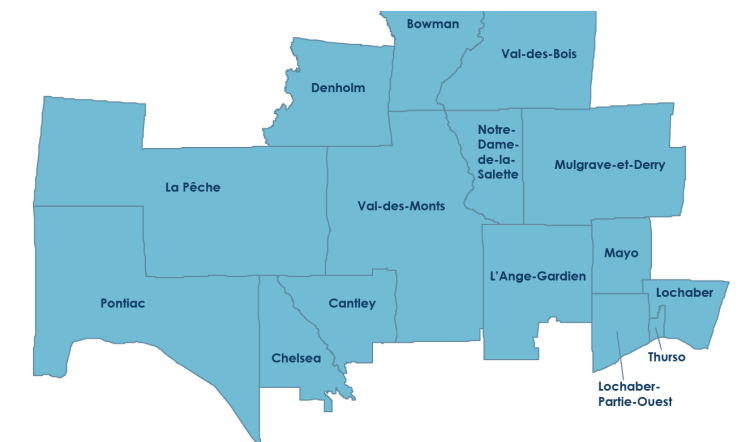 Bowman
Val-des-Bois
Denholm
Notre-
Dame-
de-la-
Salette
Mulgrave-et-Derry
La Pêche
Val-des-Monts
Mayo
L'Ange-Gardien
Lochaber
Pontiac
Cantley
Chelsea
Thurso
Lochaber-
Partie-Ouest